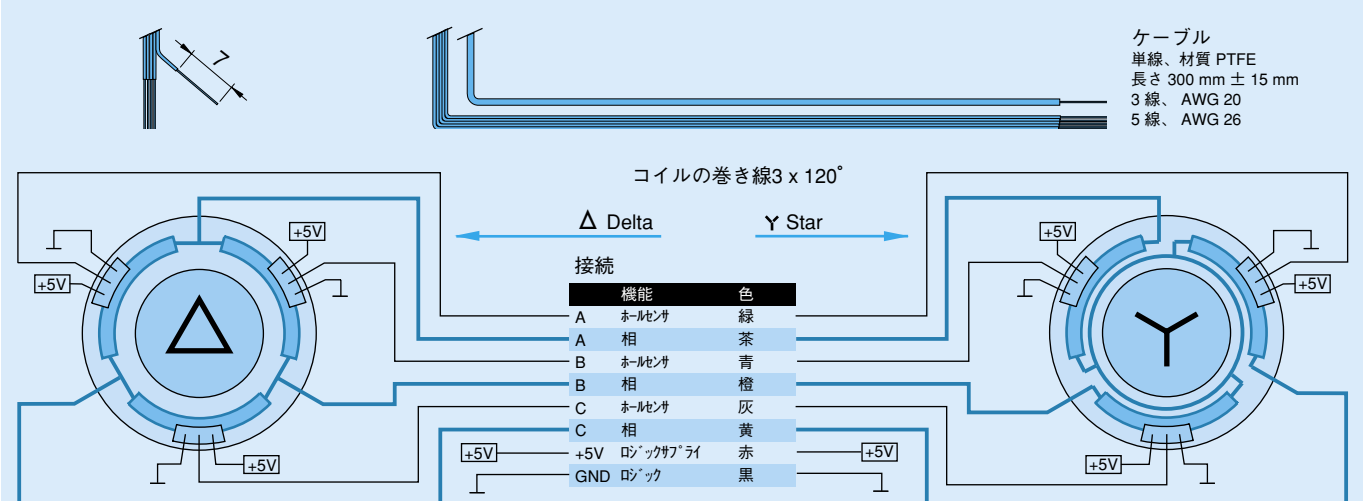 7
ケーブル
単線、材質 PTFE
長さ 300 mm ± 15 mm
3 線、 AWG 20
5 線、 AWG 26
コイルの巻き線3 x 120°
Δ Delta
Star
+5V
+5V
+5V
+5V
接続
機能 色
A ﾎｰﾙｾﾝｻ 緑
A 相 茶
B ﾎｰﾙｾﾝｻ 青
B 相 橙
C ﾎｰﾙｾﾝｻ 灰
C 相 黄
+5V +5V ﾛｼﾞｯｸｻﾌﾟﾗｲ 赤 +5V
GND ﾛｼﾞｯｸ 黒
+5V
+5V